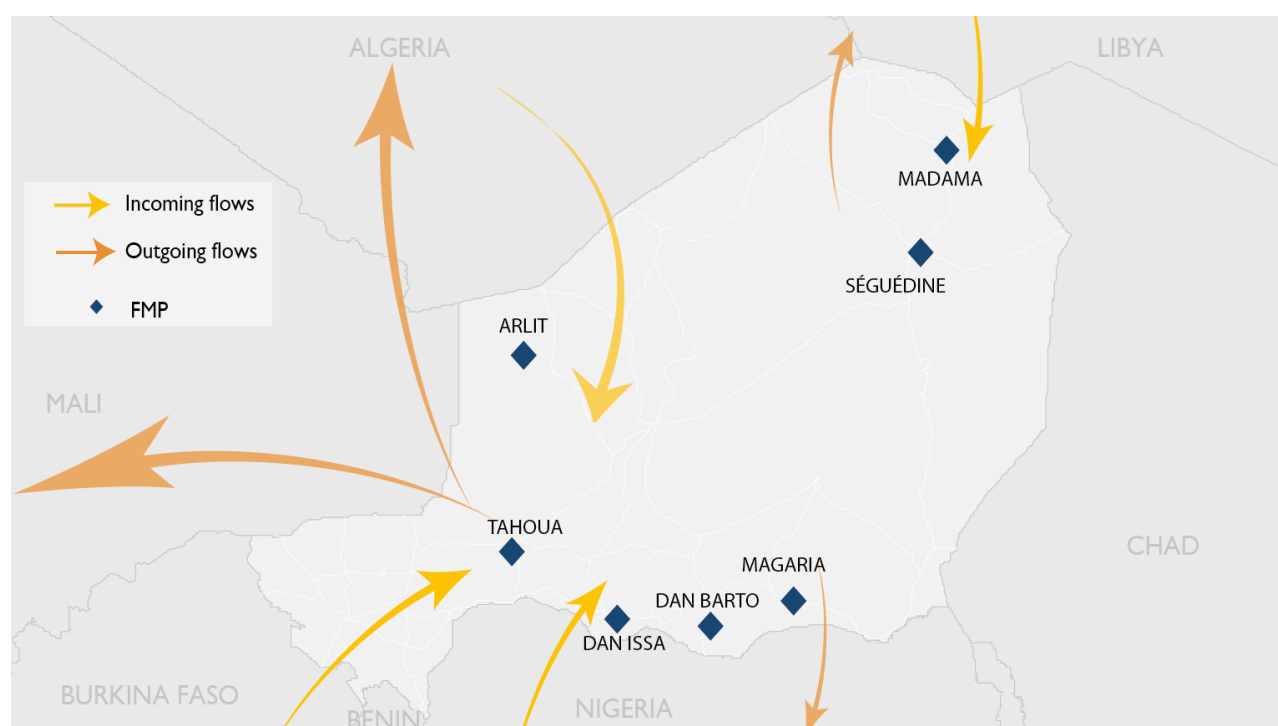 ALGERIA
LIBYA
MADAMA
Incoming flows
Outgoing flows
SÉGUÉDINE
FMP
ARLIT
MALI
TAHOUA
CHAD
MAGARIA
DAN BARTO
DAN ISSA
BURKINA FASO
NIGERIA
BENIN